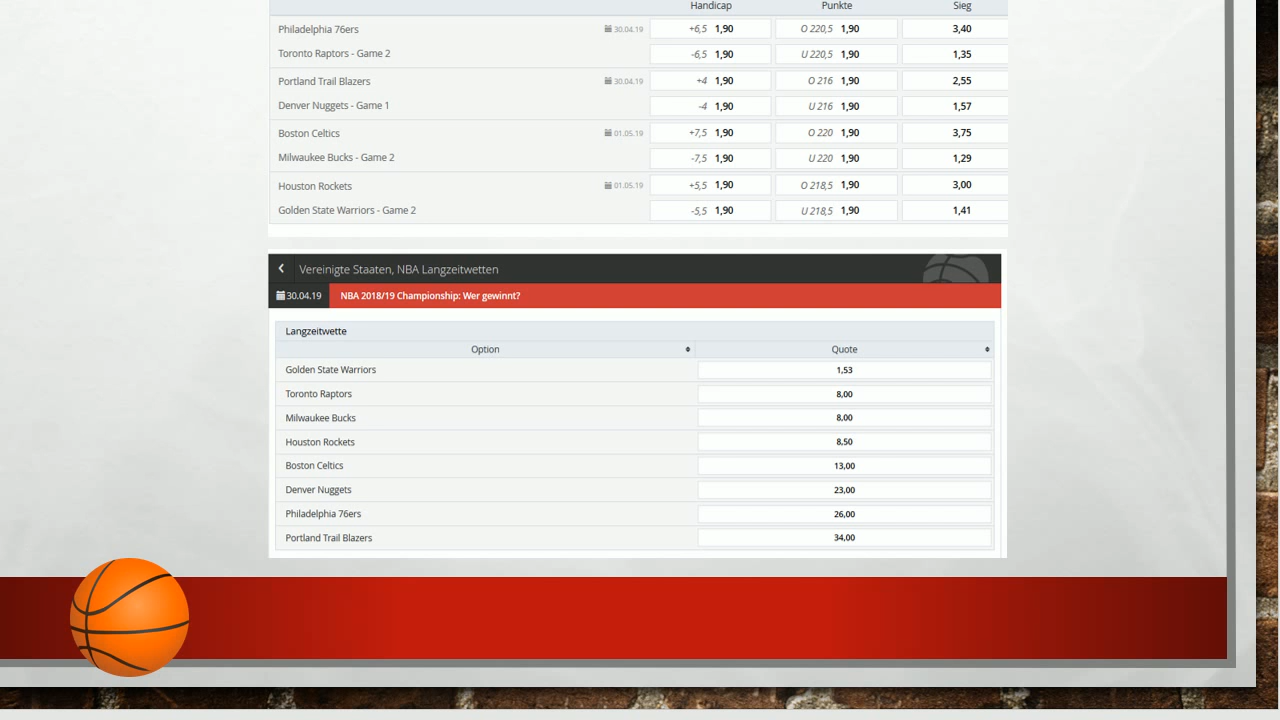 Handicap Punkte Sieg
Philadelphia 76ers 30.04.19 +6,5 1,90 O 220,5 1,90 3,40
Toronto Raptors - Game 2 -6,5 1,90 U 220,5 1,90 1,35
Portland Trail Blazers 30.04.19 +4 1,90 O 216 1,90 2,55
Denver Nuggets - Game 1 -4 1,90 U 216 1,90 1,57
Boston Celtics 01.05.19 +7,5 1,90 O 220 1,90 3,75
Milwaukee Bucks - Game 2 -7,5 1,90 U 220 1,90 1,29
Houston Rockets 01.05.19 +5,5 1,90 O 218,5 1,90 3,00
Golden State Warriors - Game 2 -5,5 1,90 U 218,5 1,90 1,41
Vereinigte Staaten, NBA Langzeitwetten
30.04.19 NBA 2018/19 Championship: Wer gewinnt?
Langzeitwette
Option Quote
Golden State Warriors 1,53
Toronto Raptors 8,00
Milwaukee Bucks 8,00
Houston Rockets 8,50
Boston Celtics 13,00
Denver Nuggets 23,00
Philadelphia 76ers 26,00
Portland Trail Blazers 34,00